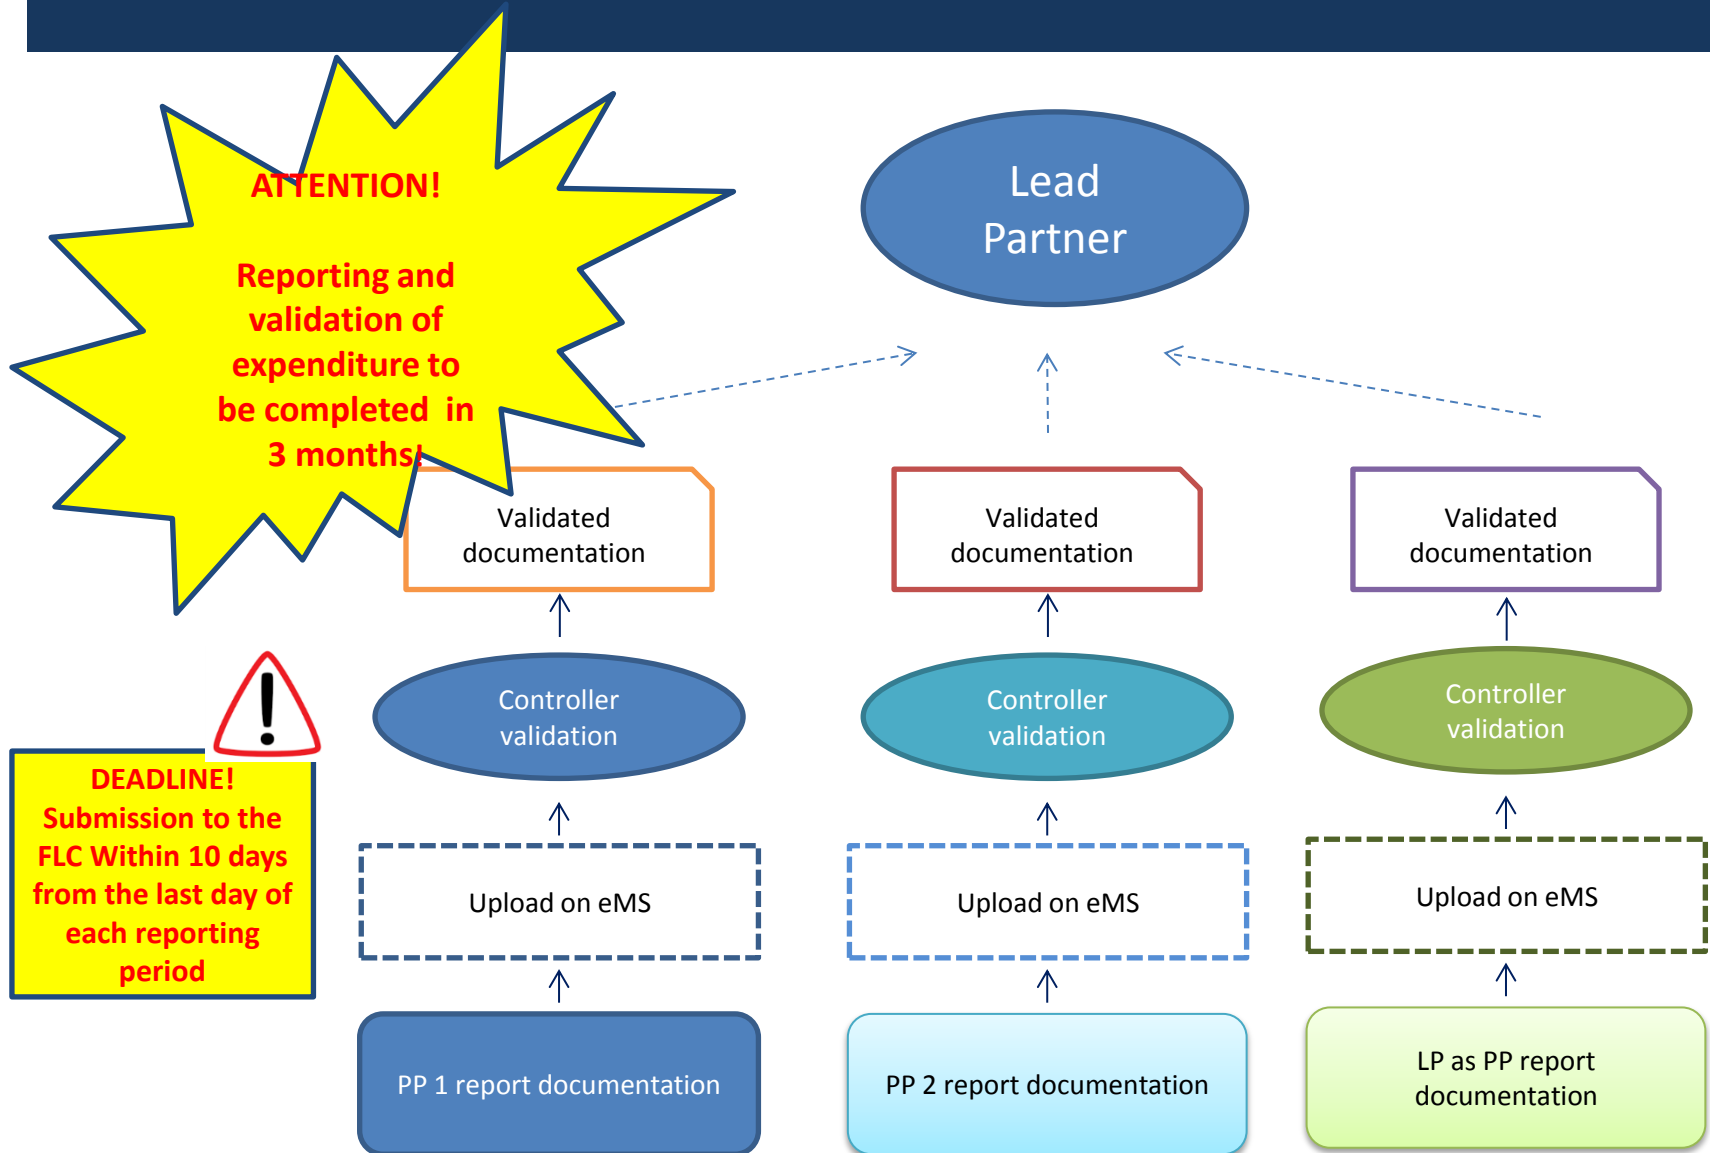 ATTENTION!
Reporting and
validation of
expenditure to
be completed in
3 months!
Lead
Partner
Validated
documentation
Validated
documentation
Validated
documentation
Controller
validation
Controller
validation
Controller
validation
DEADLINE!
Submission to the
FLC Within 10 days
from the last day of
each reporting
period
Upload on eMS
Upload on eMS
Upload on eMS
PP 1 report documentation
PP 2 report documentation
LP as PP report
documentation